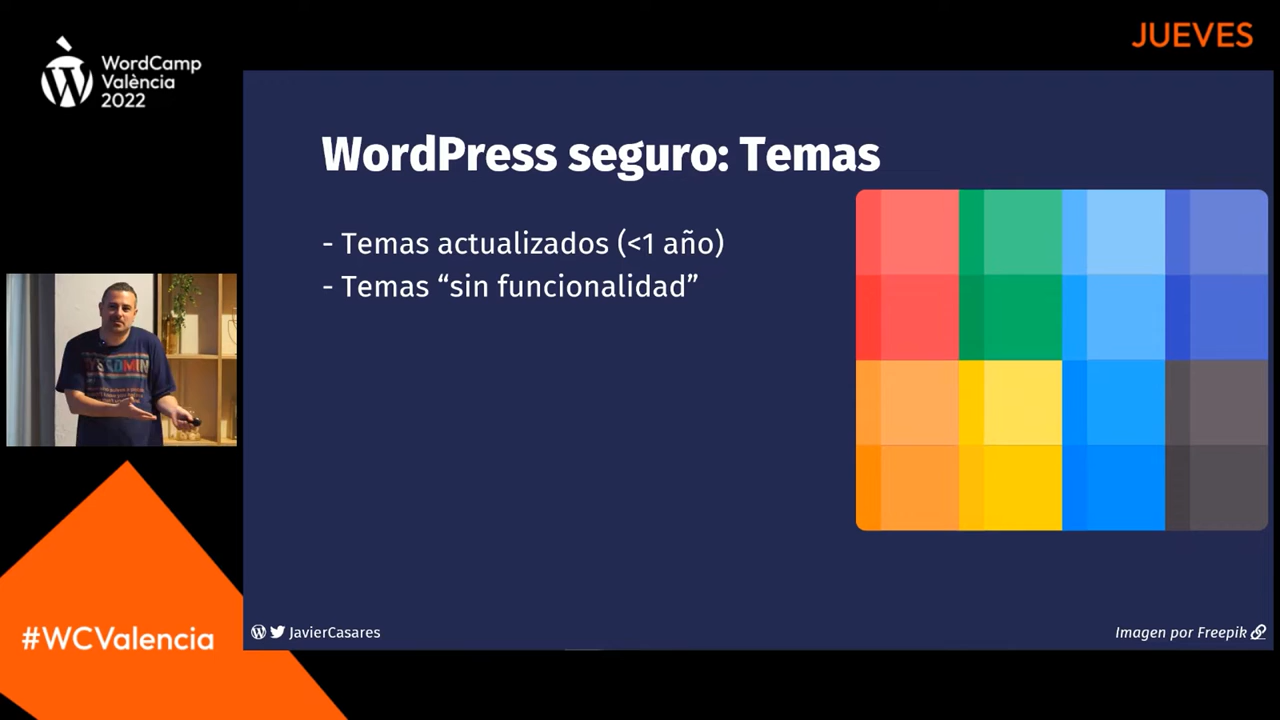 JUEVES
WordCamp
València
2022
WordPress seguro: Temas
- Temas actualizados (<1 año)
- Temas “sin funcionalidad”
SYSADMIN
#WCValencia
JavierCasares
Imagen por Freepik